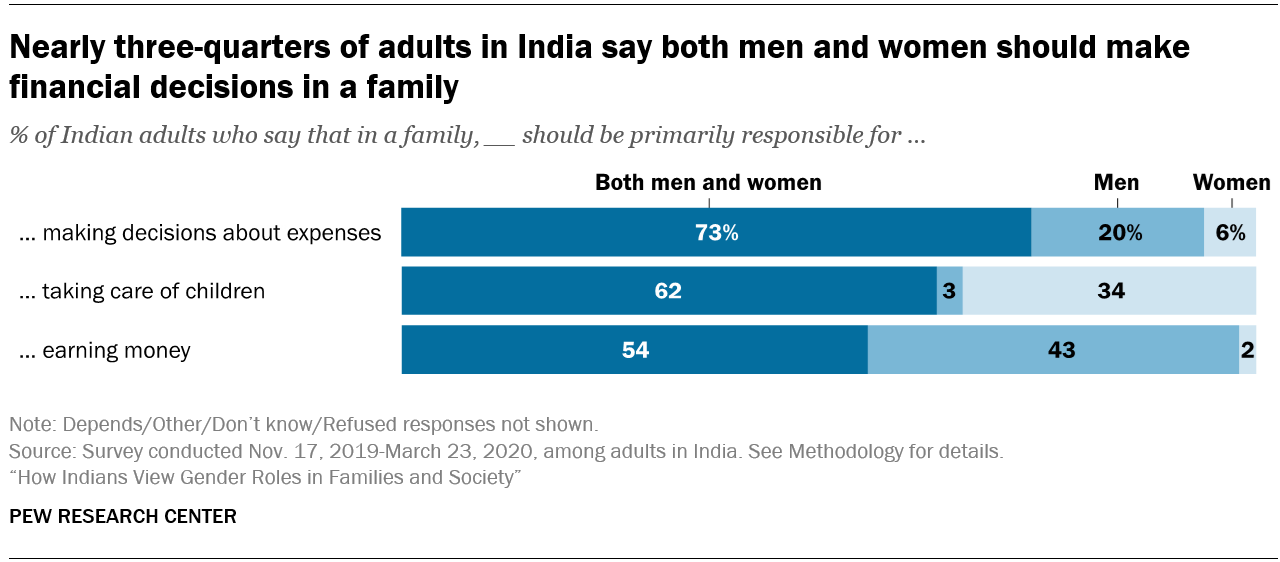 Nearly three-quarters of adults in India say both men and women should make
financial decisions in a family
% of Indian adults who say that in a family, __ should be primarily responsible for ...
Both men and women Men Women
... making decisions about expenses 73% 20% 6%
... taking care of children 62 3 34
... earning money 54 43 2
Note: Depends/Other/Don’t know/Refused responses not shown.
Source: Survey conducted Nov. 17, 2019-March 23, 2020, among adults in India. See Methodology for details.
“How Indians View Gender Roles in Families and Society”
PEW RESEARCH CENTER